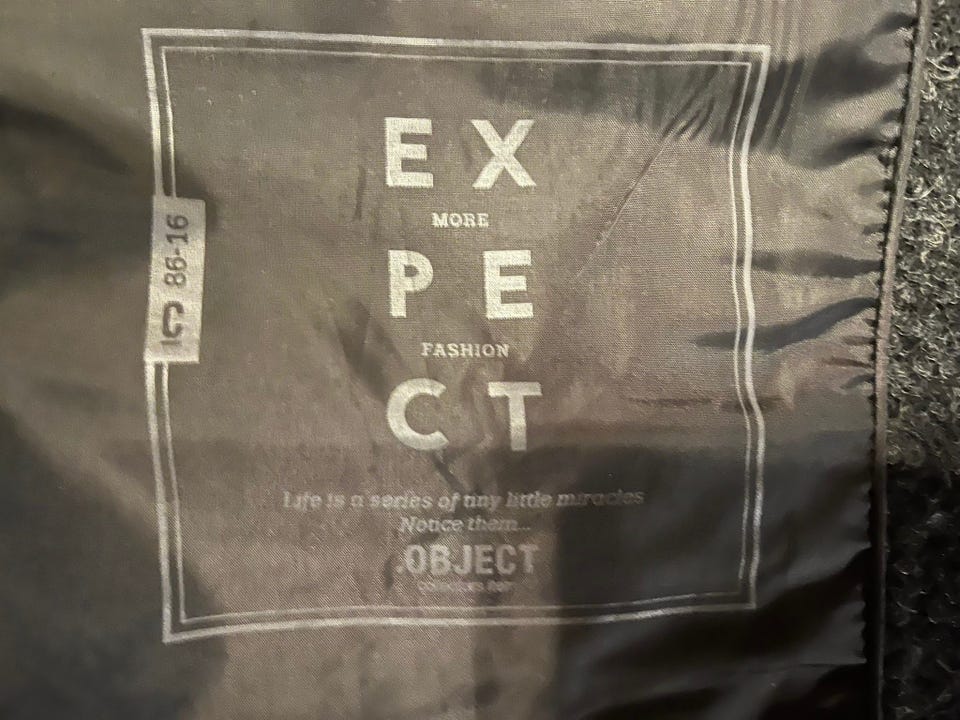 EX
MORE
PE
FASHION
CT
Life is a series of tiny little miracles
Notice them...
.OBJECT
86-16